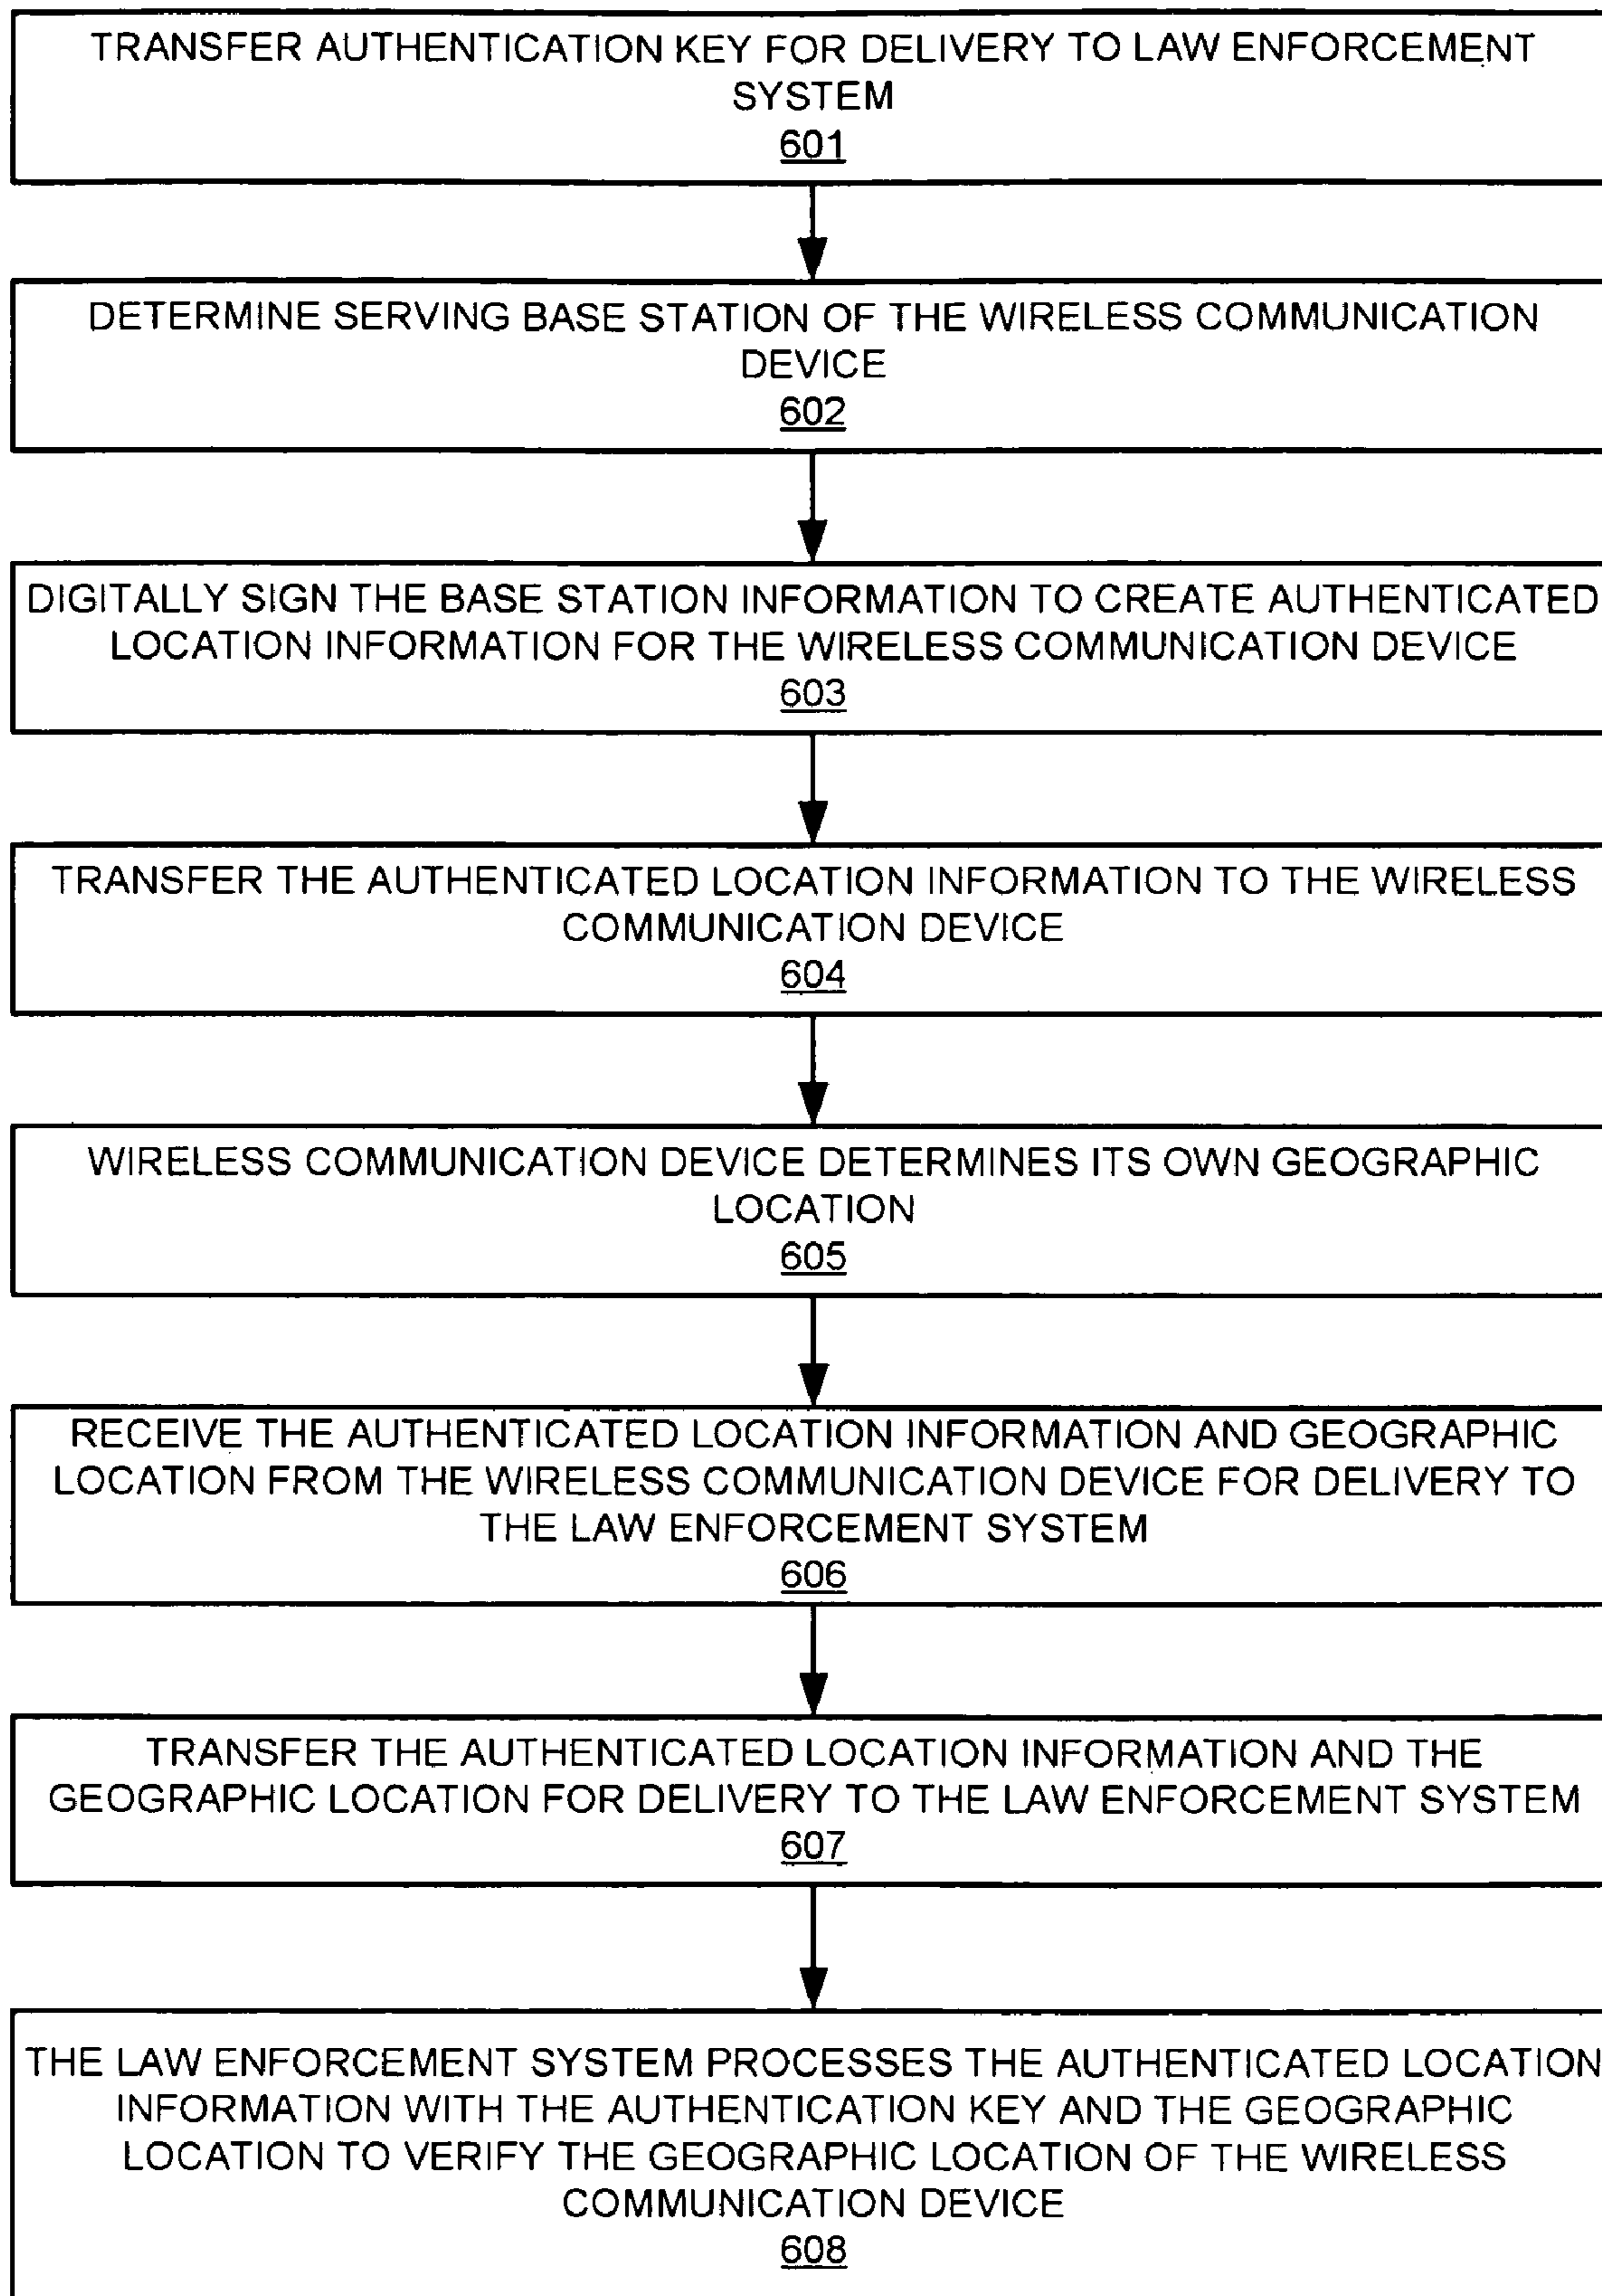 TRANSFER AUTHENTICATION KEY FOR DELIVERY TO LAW ENFORCEMENT
SYSTEM
601
DETERMINE SERVING BASE STATION OF THE WIRELESS COMMUNICATION
DEVICE
602
DIGITALLY SIGN THE BASE STATION INFORMATION TO CREATE AUTHENTICATED
LOCATION INFORMATION FOR THE WIRELESS COMMUNICATION DEVICE
603
TRANSFER THE AUTHENTICATED LOCATION INFORMATION TO THE WIRELESS
COMMUNICATION DEVICE
604
WIRELESS COMMUNICATION DEVICE DETERMINES ITS OWN GEOGRAPHIC
LOCATION
605
RECEIVE THE AUTHENTICATED LOCATION INFORMATION AND GEOGRAPHIC
LOCATION FROM THE WIRELESS COMMUNICATION DEVICE FOR DELIVERY TO
THE LAW ENFORCEMENT SYSTEM
606
TRANSFER THE AUTHENTICATED LOCATION INFORMATION AND THE
GEOGRAPHIC LOCATION FOR DELIVERY TO THE LAW ENFORCEMENT SYSTEM
607
THE LAW ENFORCEMENT SYSTEM PROCESSES THE AUTHENTICATED LOCATION
INFORMATION WITH THE AUTHENTICATION KEY AND THE GEOGRAPHIC
LOCATION TO VERIFY THE GEOGRAPHIC LOCATION OF THE WIRELESS
COMMUNICATION DEVICE
608